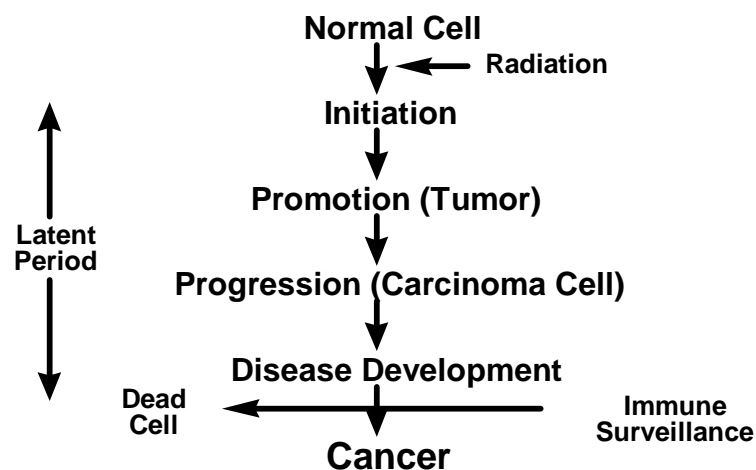 Normal Cell
Radiation
Initiation
Promotion (Tumor)
Latent
Period
Progression (Carcinoma Cell)
Disease Development
Dead
Cell
Immune
Surveillance
Cancer